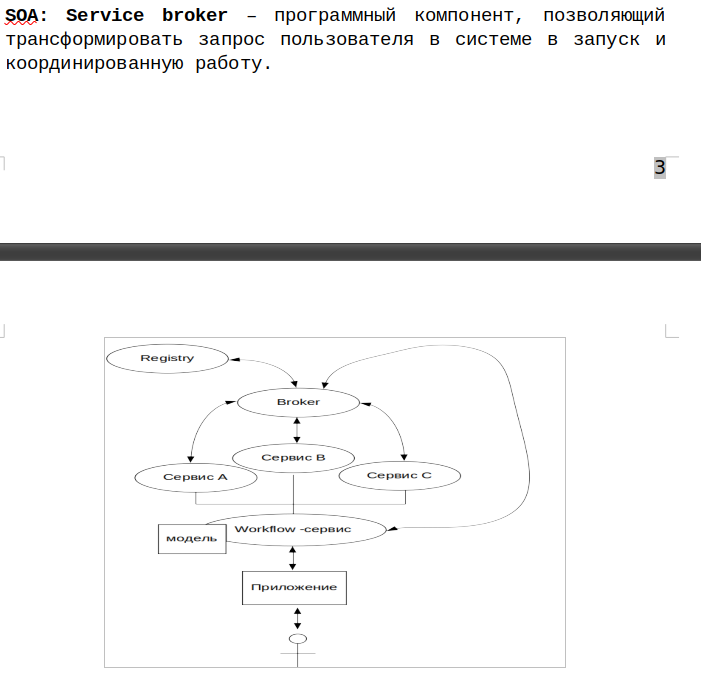 SOA: Service broker – программный компонент, позволяющий
трансформировать запрос пользователя в системе в запуск и
координированную работу.
3
Registry
Broker
Сервис B
Сервис A
Сервис C
Workflow -сервис
модель
Приложение